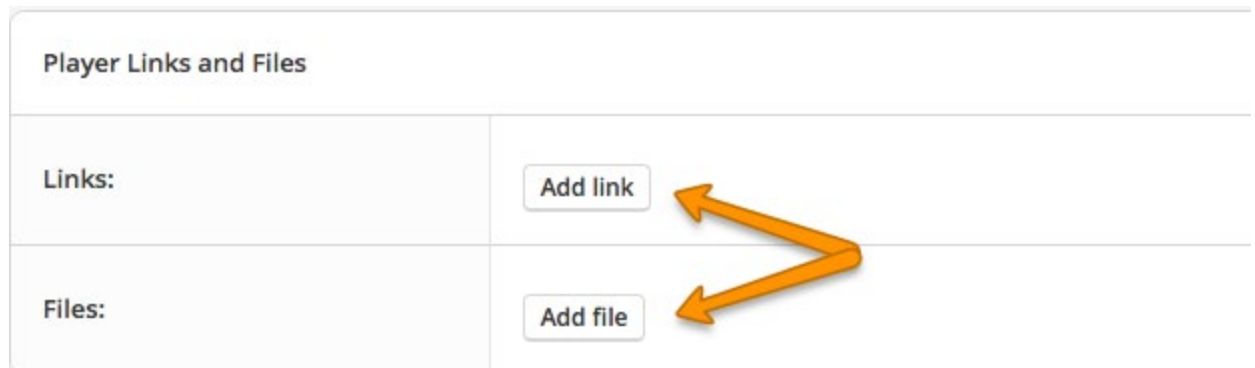 Player Links and Files
Links:
Add link
Files:
Add file